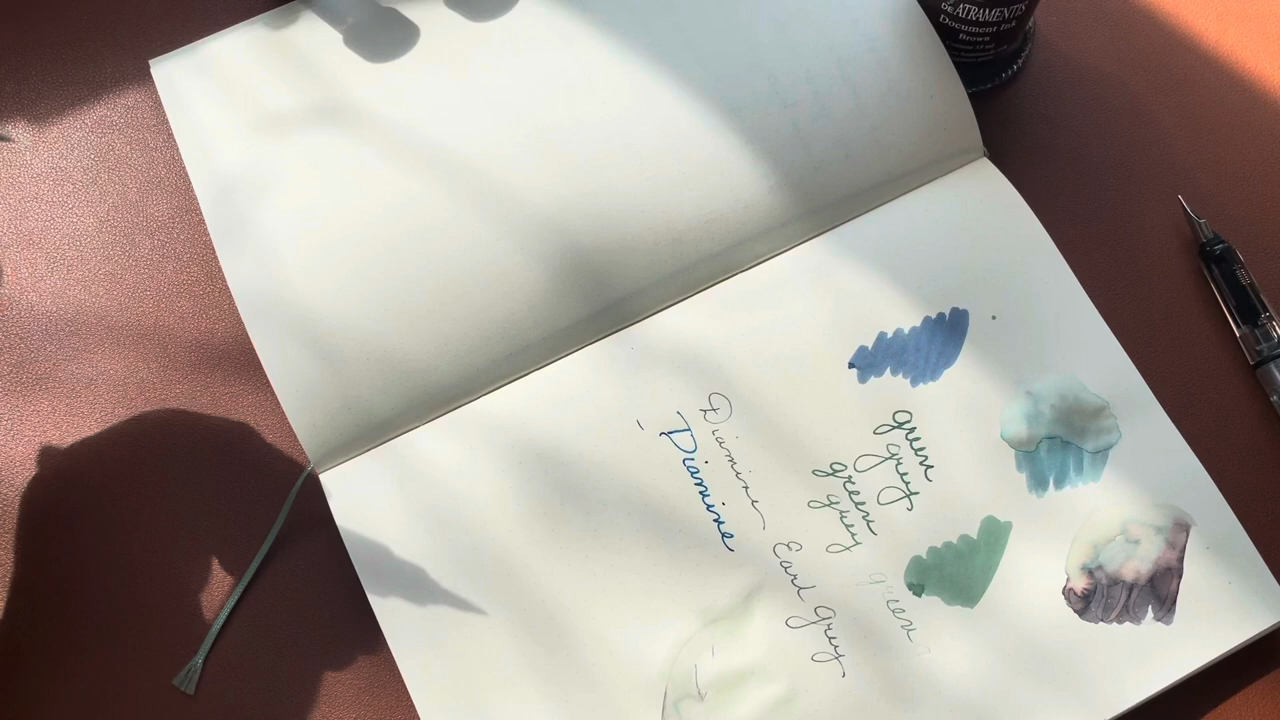 DE ATRAMENTIS
Document Ink
Brown
green
grey
green
grey
green
Diamine Earl Grey
- Diamine